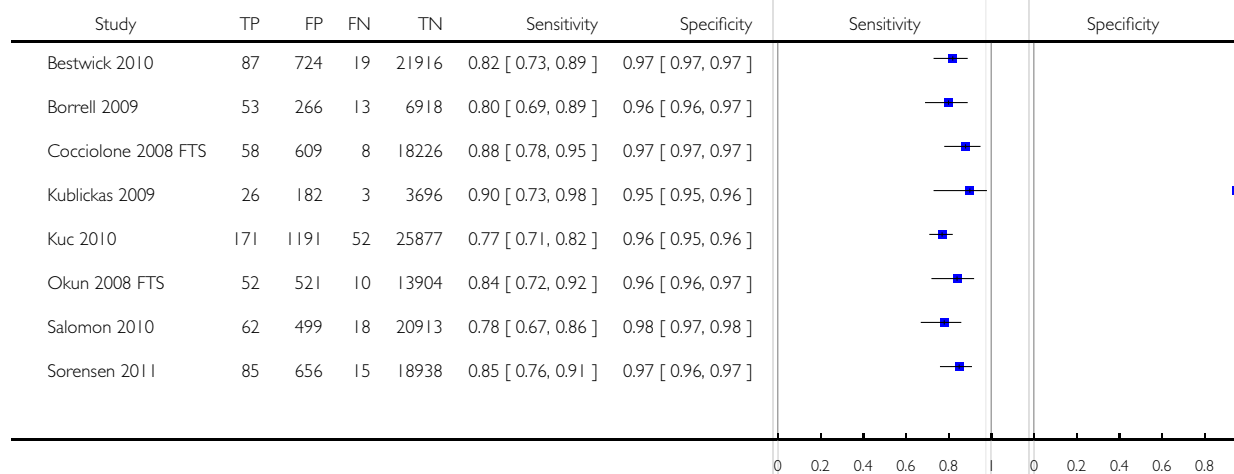 Study TP FP FN TN Sensitivity Specificity Sensitivity Specificity
Bestwick 2010 87 724 19 21916 0.82 [ 0.73, 0.89 ] 0.97 [ 0.97, 0.97 ]
Borrell 2009 53 266 13 6918 0.80 [ 0.69, 0.89 ] 0.96 [ 0.96, 0.97 ]
Cocciolone 2008 FTS 58 609 8 18226 0.88 [ 0.78, 0.95 ] 0.97 [ 0.97, 0.97 ]
Kublickas 2009 26 182 3 3696 0.90 [ 0.73, 0.98 ] 0.95 [ 0.95, 0.96 ]
Kuc 2010 171 1191 52 25877 0.77 [ 0.71, 0.82 ] 0.96 [ 0.95, 0.96 ]
Okun 2008 FTS 52 521 10 13904 0.84 [ 0.72, 0.92 ] 0.96 [ 0.96, 0.97 ]
Salomon 2010 62 499 18 20913 0.78 [ 0.67, 0.86 ] 0.98 [ 0.97, 0.98 ]
Sorensen 2011 85 656 15 18938 0.85 [ 0.76, 0.91 ] 0.97 [ 0.96, 0.97 ]
0 0.2 0.4 0.6 0.8 1 0 0.2 0.4 0.6 0.8